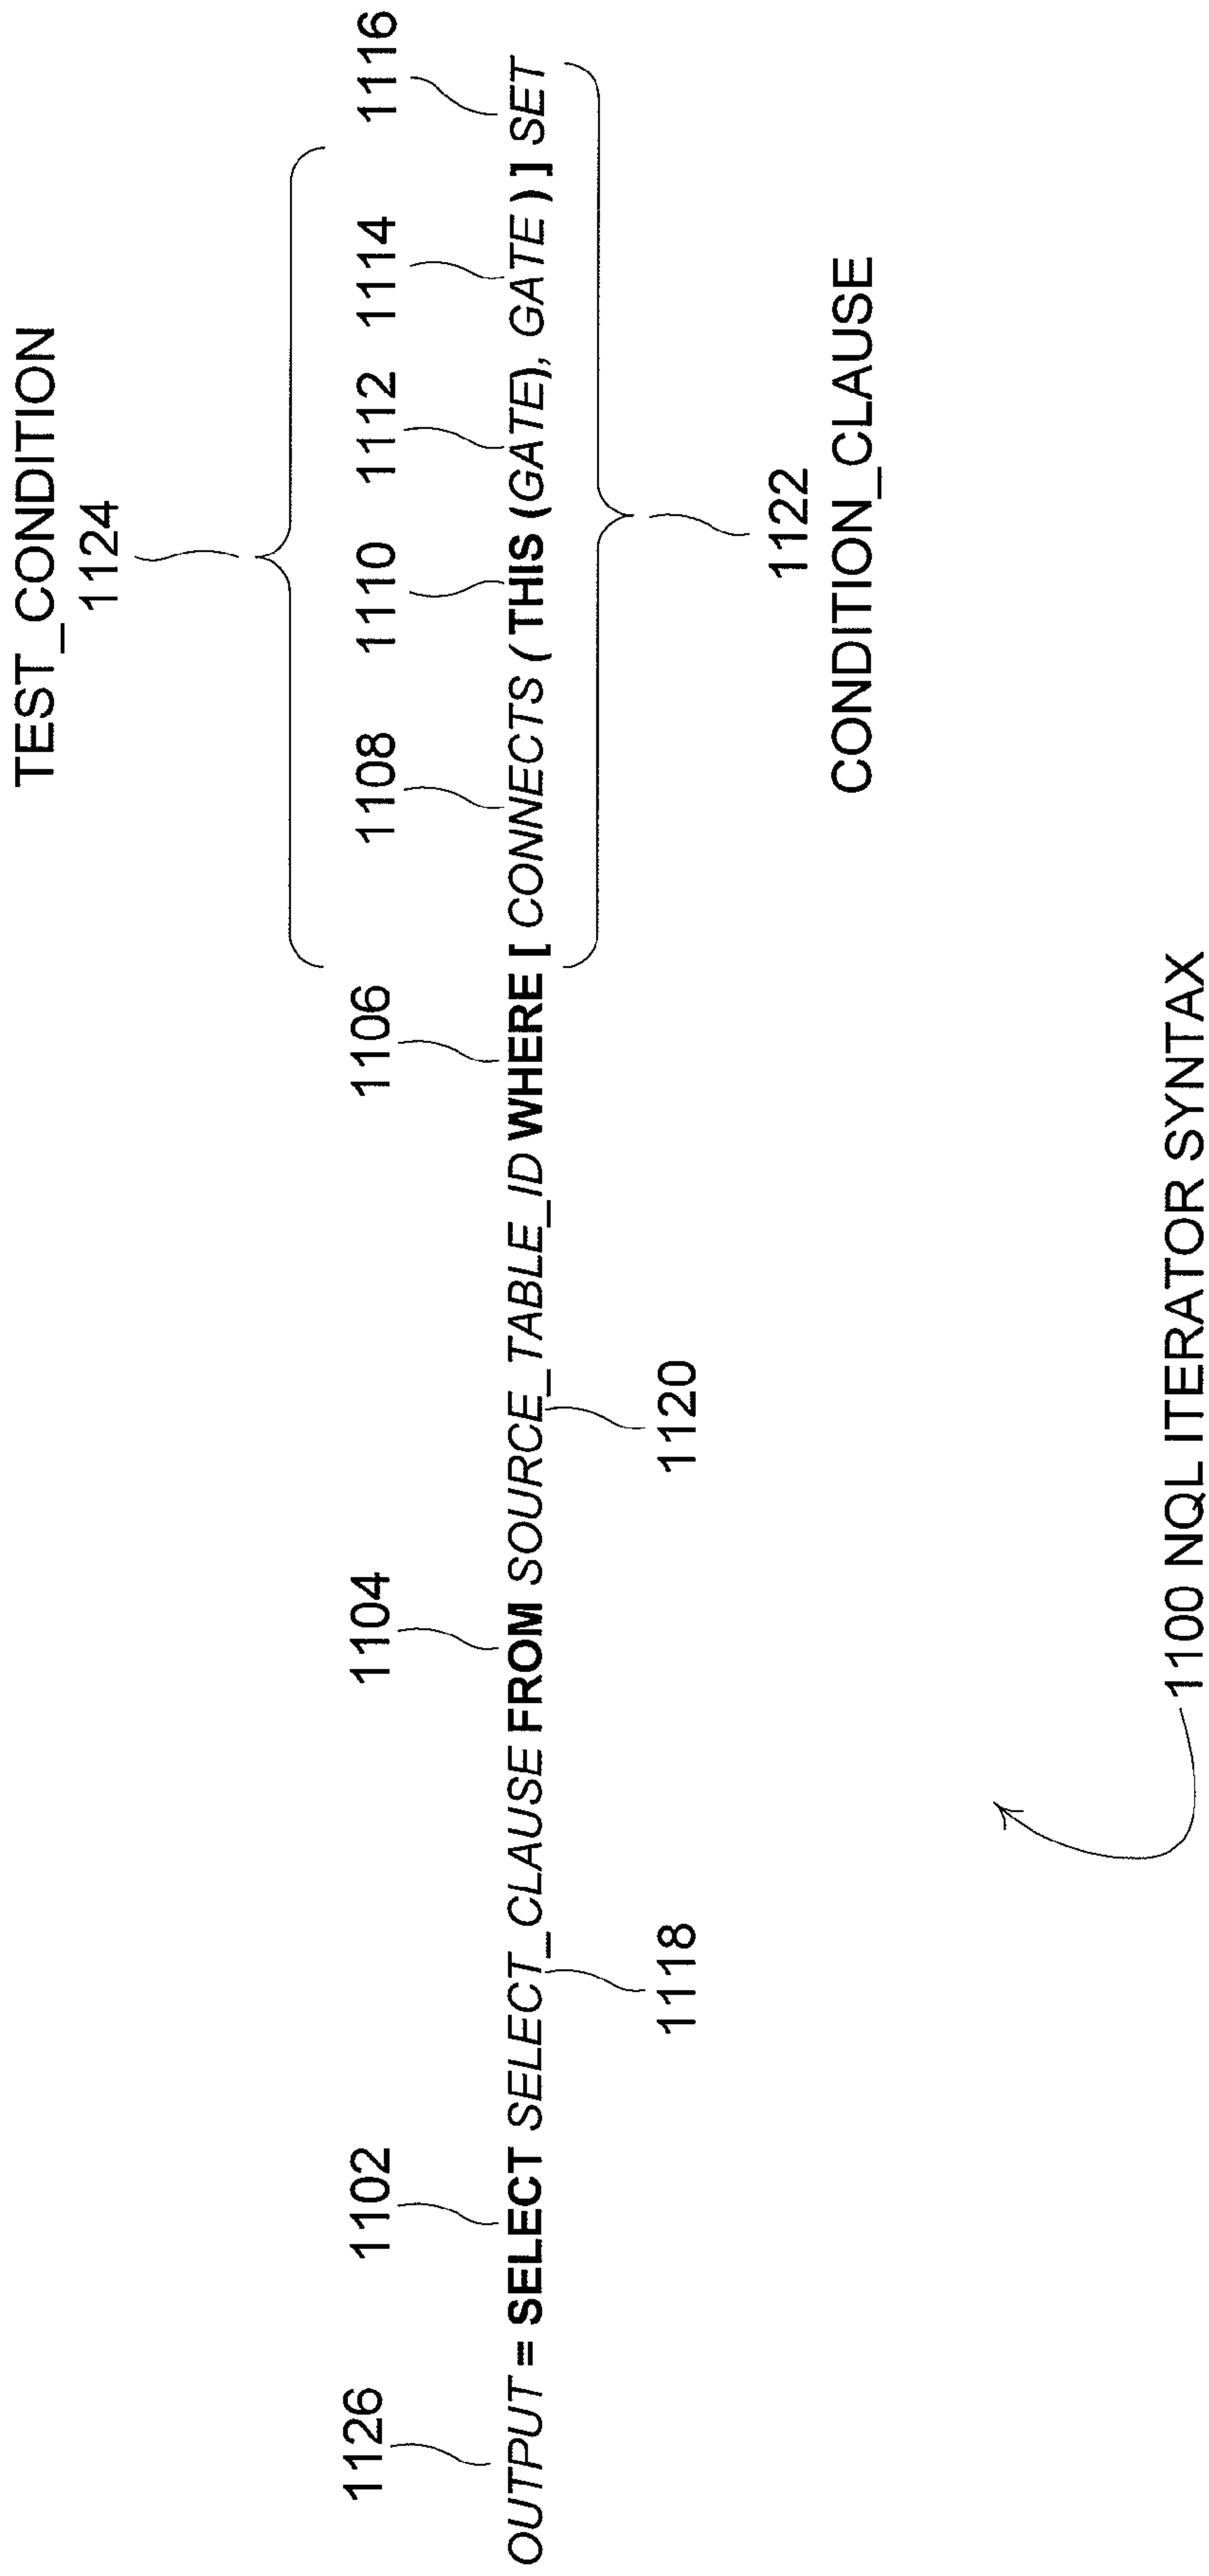 TEST_CONDITION
1124
1126 1102 1104 1106 1108 1110 1112 1114 1116
OUTPUT = SELECT SELECT_CLAUSE FROM SOURCE_TABLE_ID WHERE [ CONNECTS ( THIS (GATE), GATE ) ] SET
1118 1120
1122
CONDITION_CLAUSE
1100 NQL ITERATOR SYNTAX